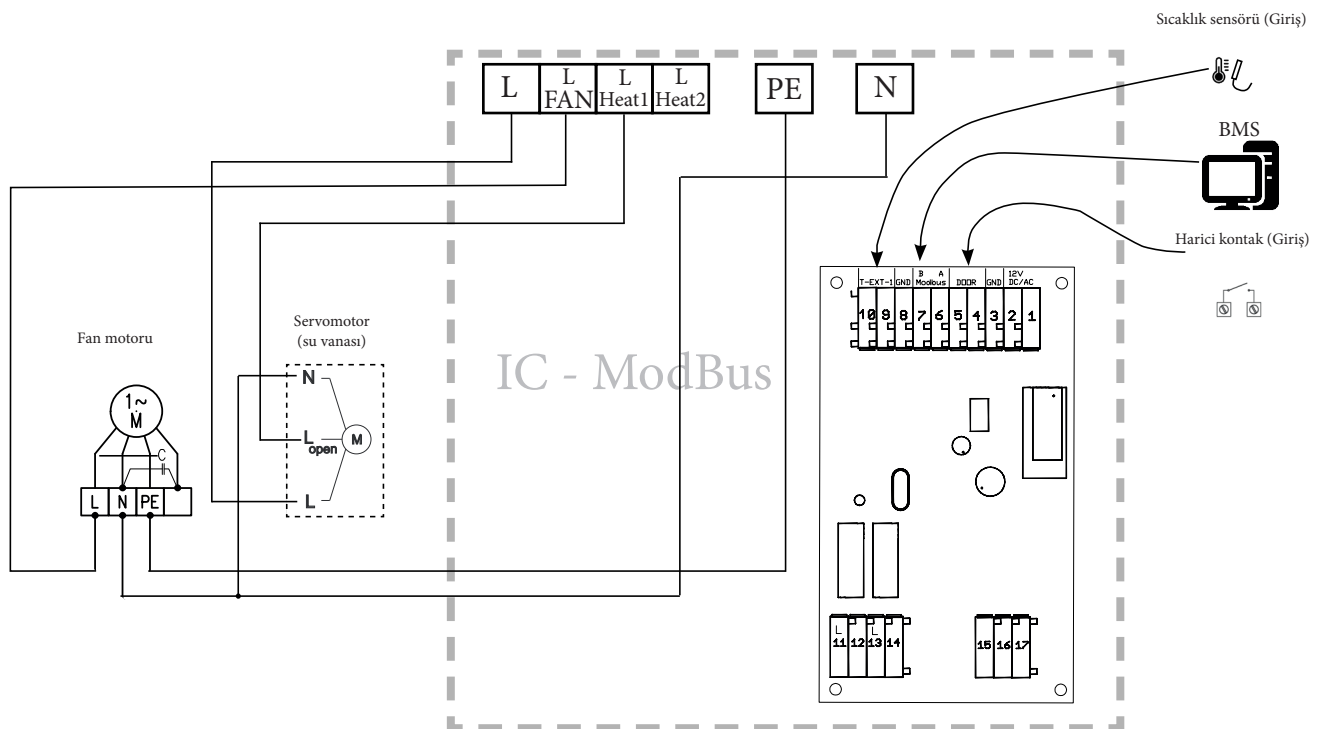 Sıcaklık sensörü (Giriş)
L
L
FAN
L
Heat1
L
Heat2
PE
N
BMS
Harici kontak (Giriş)
T-EXT-1 GND B A Modbus DOOR GND 12V DC/AC
10 9 8 7 6 5 4 3 2 1
Servomotor
(su vanası)
Fan motoru
IC - ModBus
N
1~
M
L
open
M
C
L
L N PE
L L
11 12 13 14
15 16 17